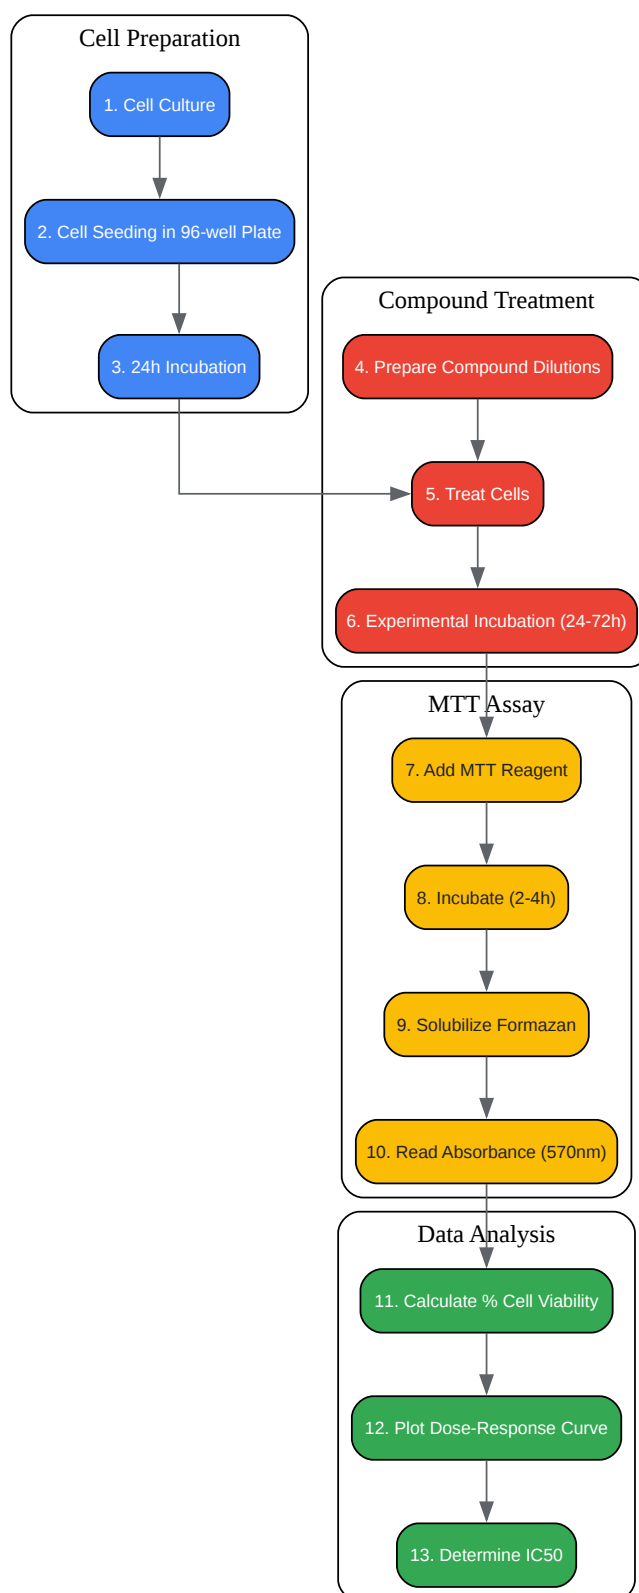 Cell Preparation
1. Cell Culture
2. Cell Seeding in 96-well Plate
3. 24h Incubation
Compound Treatment
4. Prepare Compound Dilutions
5. Treat Cells
6. Experimental Incubation (24-72h)
MTT Assay
7. Add MTT Reagent
8. Incubate (2-4h)
9. Solubilize Formazan
10. Read Absorbance (570nm)
Data Analysis
11. Calculate % Cell Viability
12. Plot Dose-Response Curve
13. Determine IC50